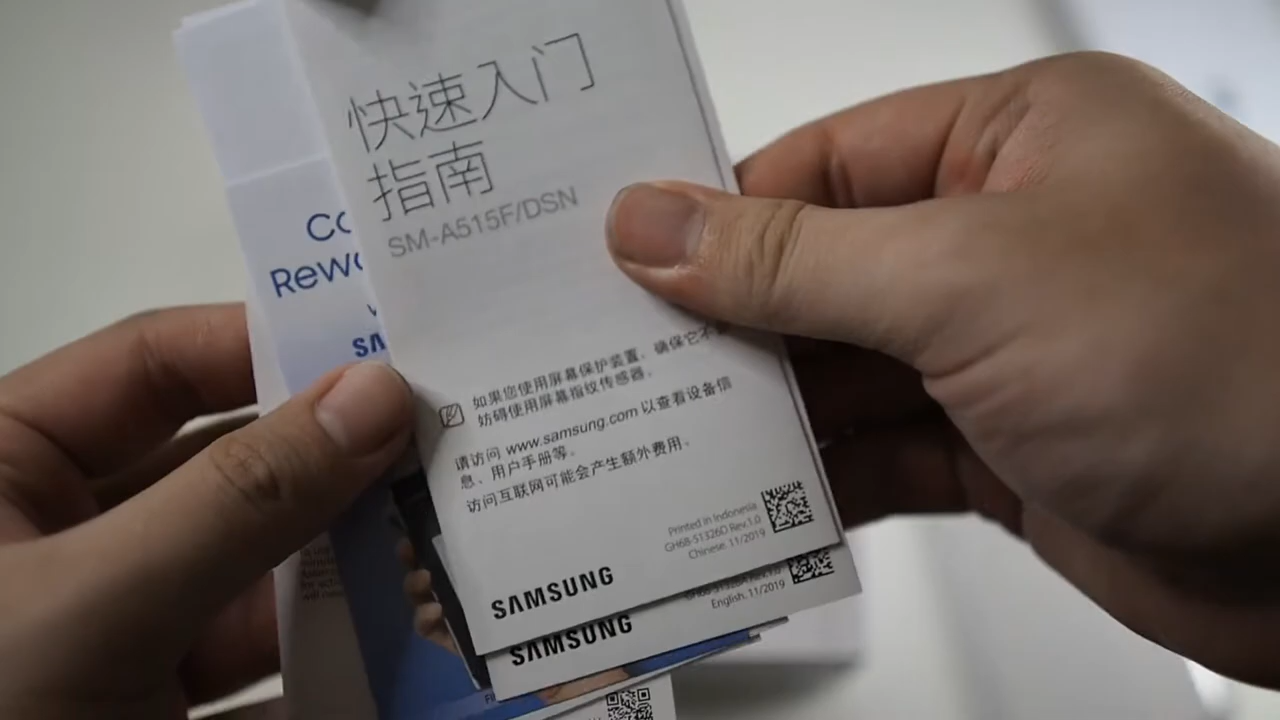 快速入门
指南
SM-A515F/DSN
如果您使用屏幕保护装置，确保它不
妨碍使用屏幕指纹传感器。
请访问 www.samsung.com 以查看设备信
息、用户手册等。
访问互联网可能会产生额外费用。
Printed in Indonesia
GH68-51326D Rev.1.0
Chinese. 11/2019
SAMSUNG
Rev.1.0
English. 11/2019
SAMSUNG